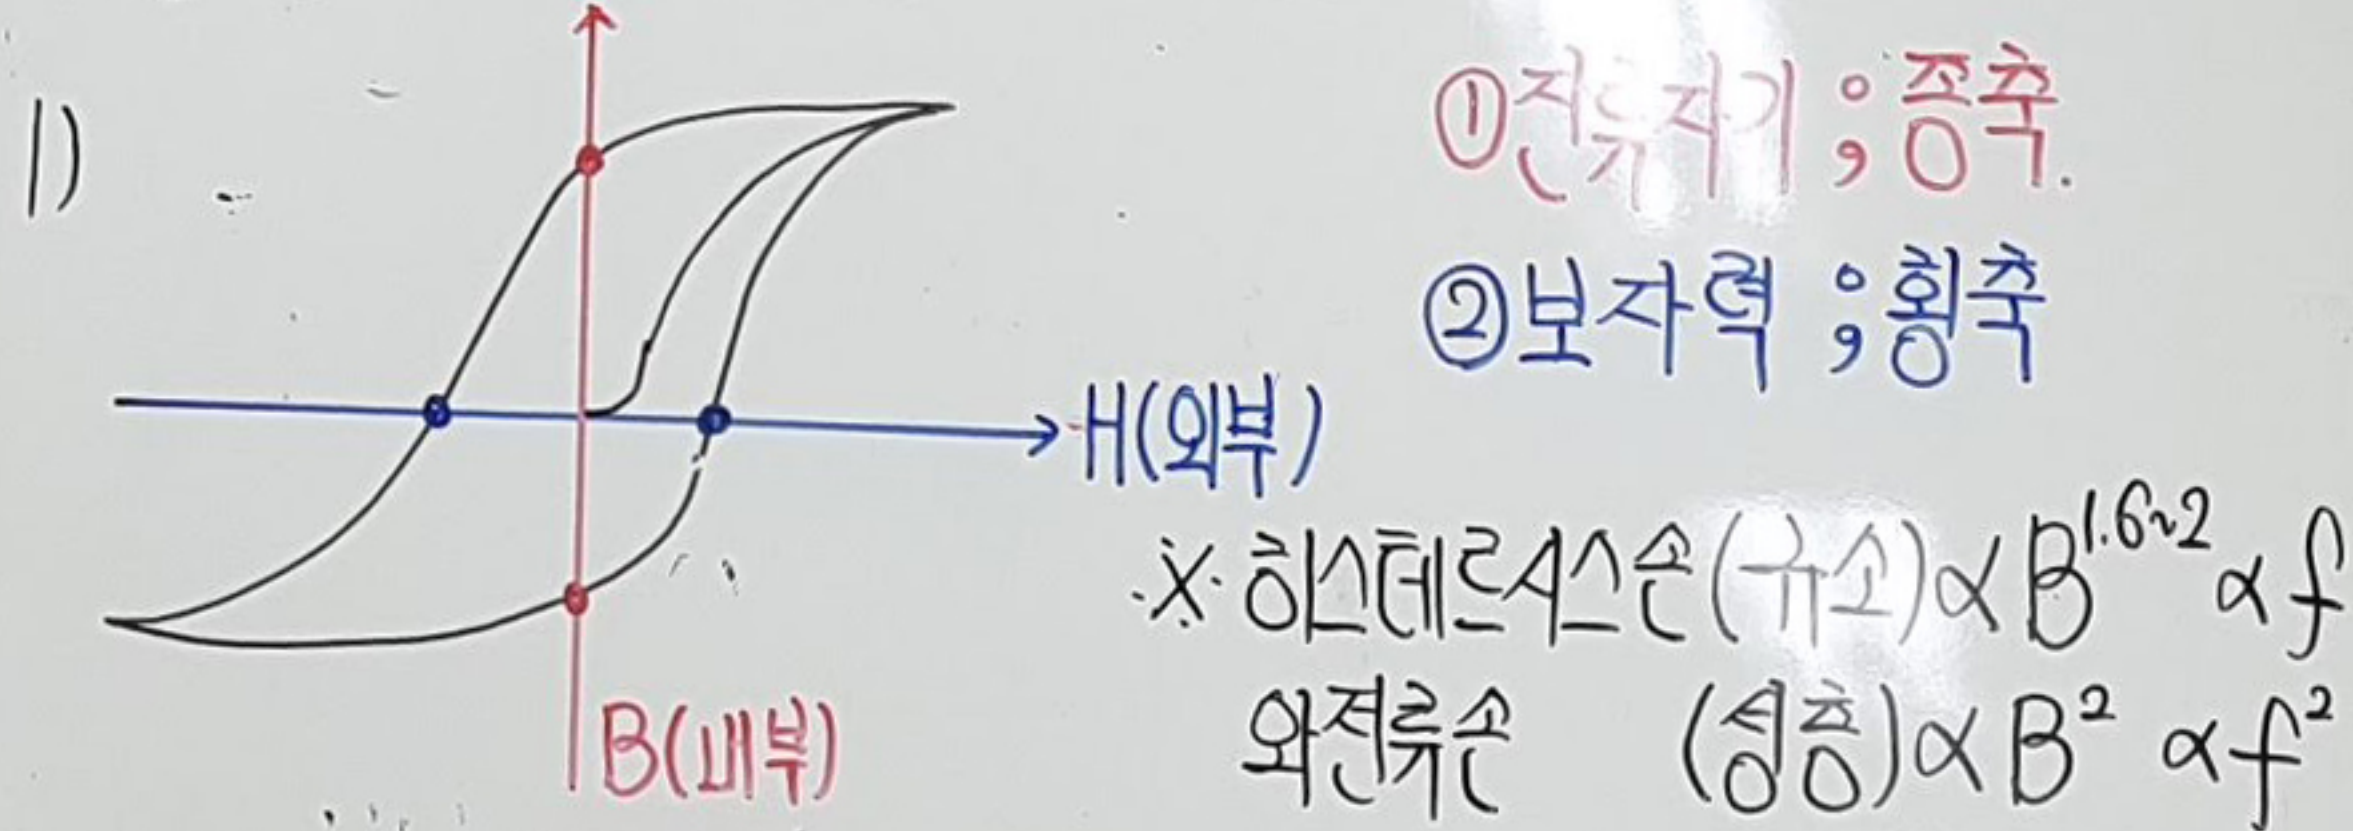 1)
①잔류자기 ; 종축.
②보자력 ; 횡축
H(외부)
※ 히스테르시스손(규소)∝B^1.6~2 ∝f
와전류손 (성층)∝B² ∝f²
B(내부)